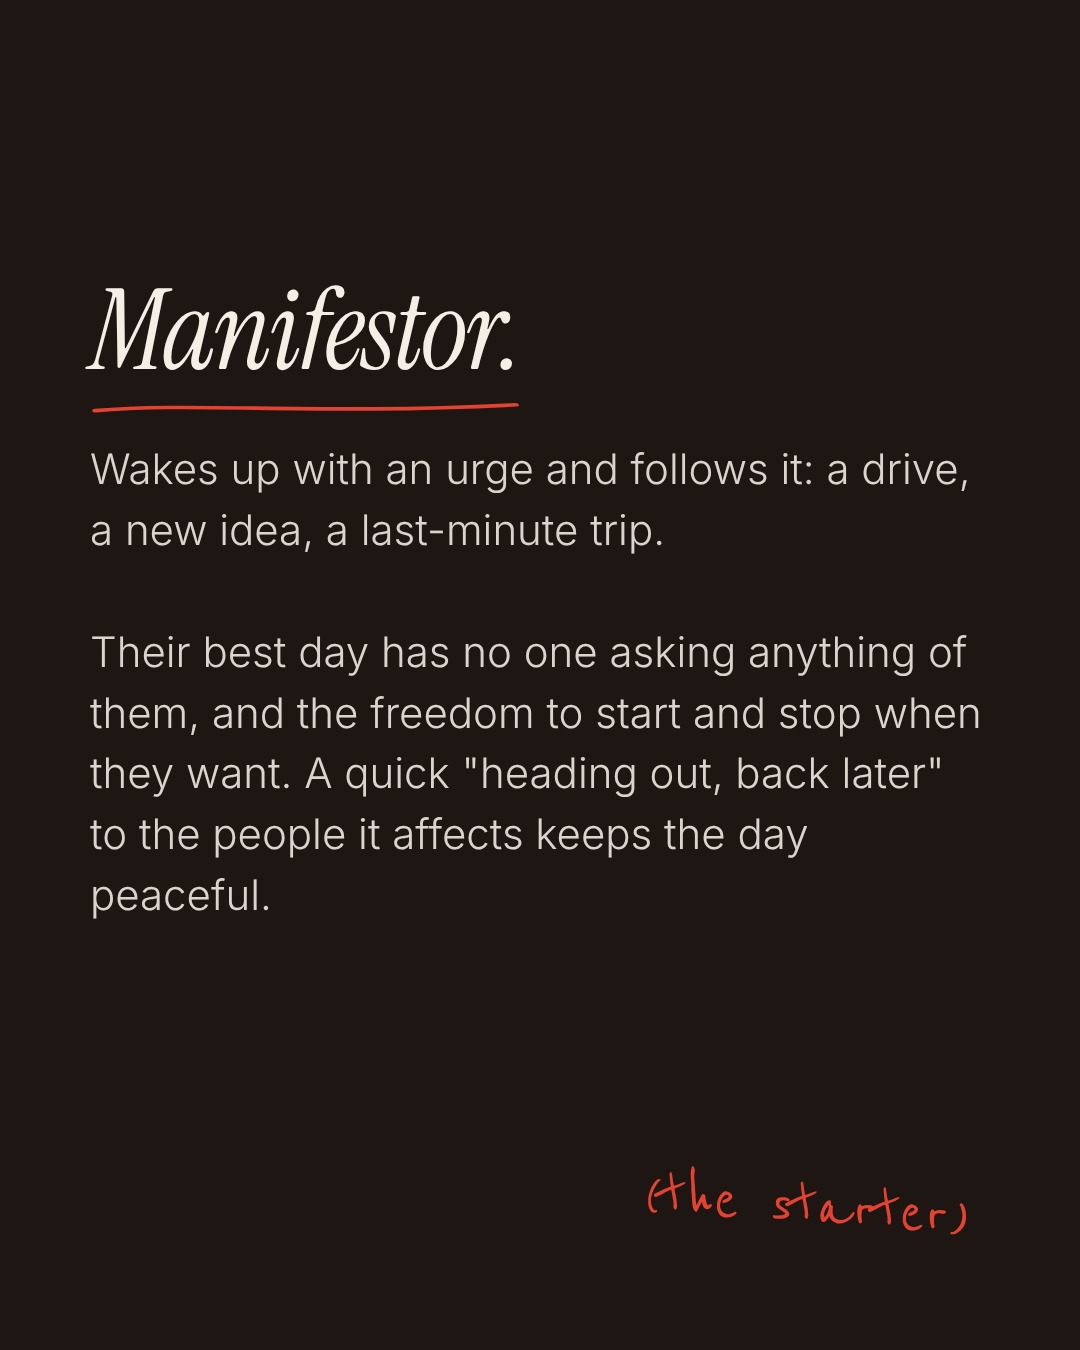 Manifestor.
Wakes up with an urge and follows it: a drive,
a new idea, a last-minute trip.
Their best day has no one asking anything of
them, and the freedom to start and stop when
they want. A quick "heading out, back later"
to the people it affects keeps the day
peaceful.
(the starter)